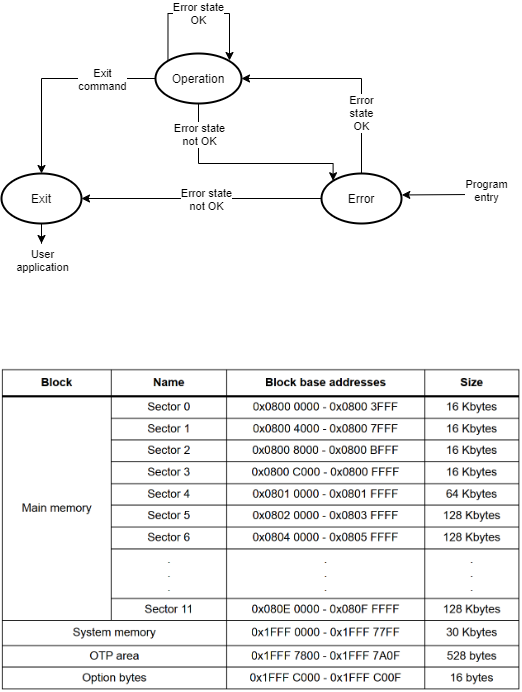 Error state
OK
Operation
Exit
command
Error
state
OK
Error state
not OK
Exit
Error state
not OK
Error
Program
entry
User
application
Block Name Block base addresses Size
Main memory
Sector 0 0x0800 0000 - 0x0800 3FFF 16 Kbytes
Sector 1 0x0800 4000 - 0x0800 7FFF 16 Kbytes
Sector 2 0x0800 8000 - 0x0800 BFFF 16 Kbytes
Sector 3 0x0800 C000 - 0x0800 FFFF 16 Kbytes
Sector 4 0x0801 0000 - 0x0801 FFFF 64 Kbytes
Sector 5 0x0802 0000 - 0x0803 FFFF 128 Kbytes
Sector 6 0x0804 0000 - 0x0805 FFFF 128 Kbytes
. . .
. . .
. . .
Sector 11 0x080E 0000 - 0x080F FFFF 128 Kbytes
System memory 0x1FFF 0000 - 0x1FFF 77FF 30 Kbytes
OTP area 0x1FFF 7800 - 0x1FFF 7A0F 528 bytes
Option bytes 0x1FFF C000 - 0x1FFF C00F 16 bytes